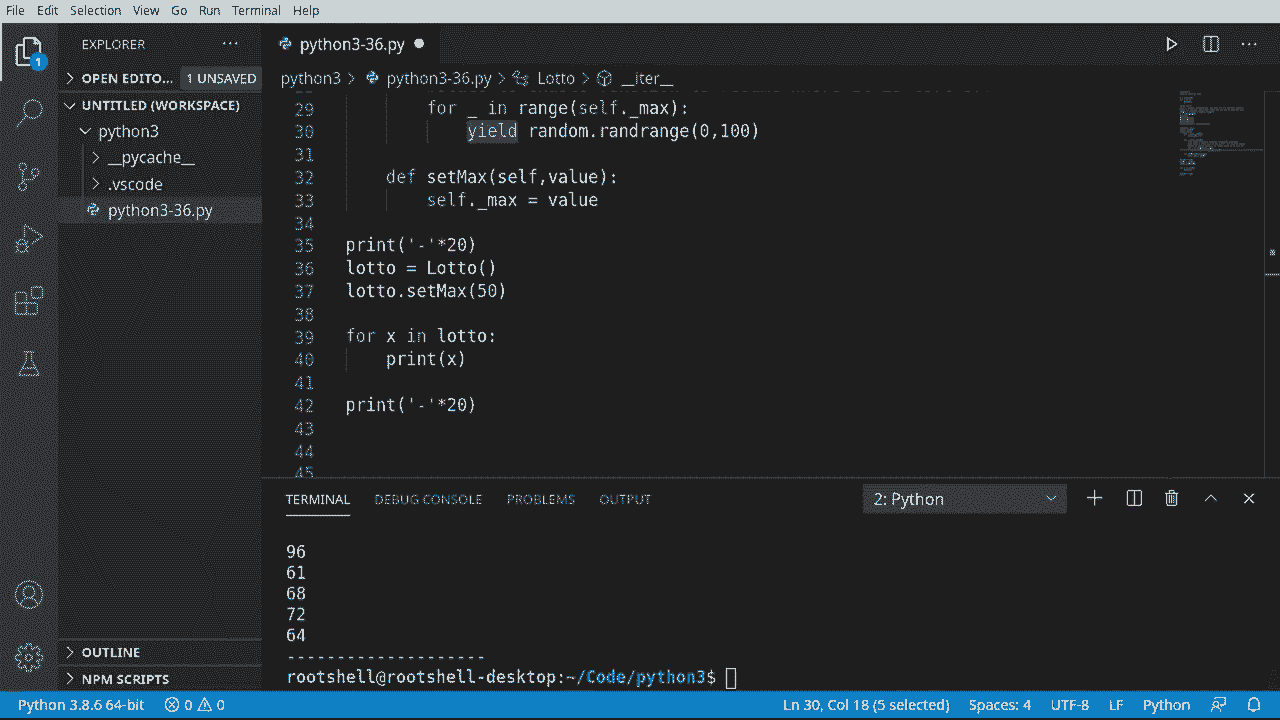 File Edit Selection View Go Run Terminal Help
EXPLORER ...
python3-36.py
OPEN EDITO... 1 UNSAVED
python3 > python3-36.py > Lotto > __iter__
UNTITLED (WORKSPACE)
python3
__pycache__
.vscode
python3-36.py
1
29 for _ in range(self._max):
30 yield random.randrange(0,100)
31
32 def setMax(self,value):
33 self._max = value
34
35 print('-'*20)
36 lotto = Lotto()
37 lotto.setMax(50)
38
39 for x in lotto:
40 print(x)
41
42 print('-'*20)
43
44
45
TERMINAL DEBUG CONSOLE PROBLEMS OUTPUT 2: Python
96
61
68
72
64
--------------------
rootshell@rootshell-desktop:~/Code/python3$
OUTLINE
NPM SCRIPTS
Python 3.8.6 64-bit 0 0 Ln 30, Col 18 (5 selected) Spaces: 4 UTF-8 LF Python